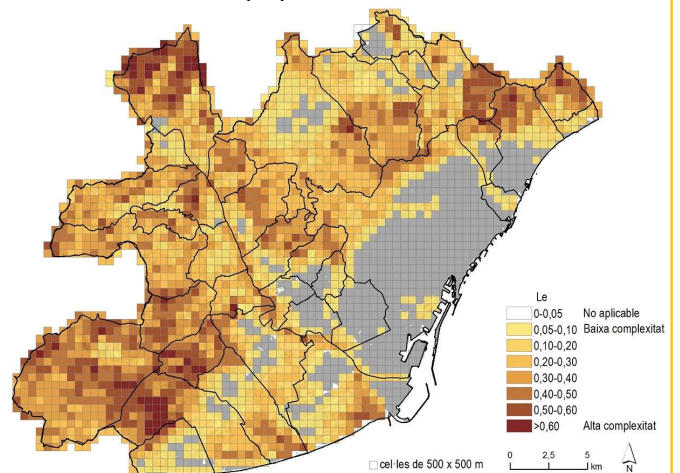 Le
0-0,05 No aplicable
0,05-0,10 Baixa complexitat
0,10-0,20
0,20-0,30
0,30-0,40
0,40-0,50
0,50-0,60
>0,60 Alta complexitat
cel·les de 500 x 500 m
0 2,5 5
km
N